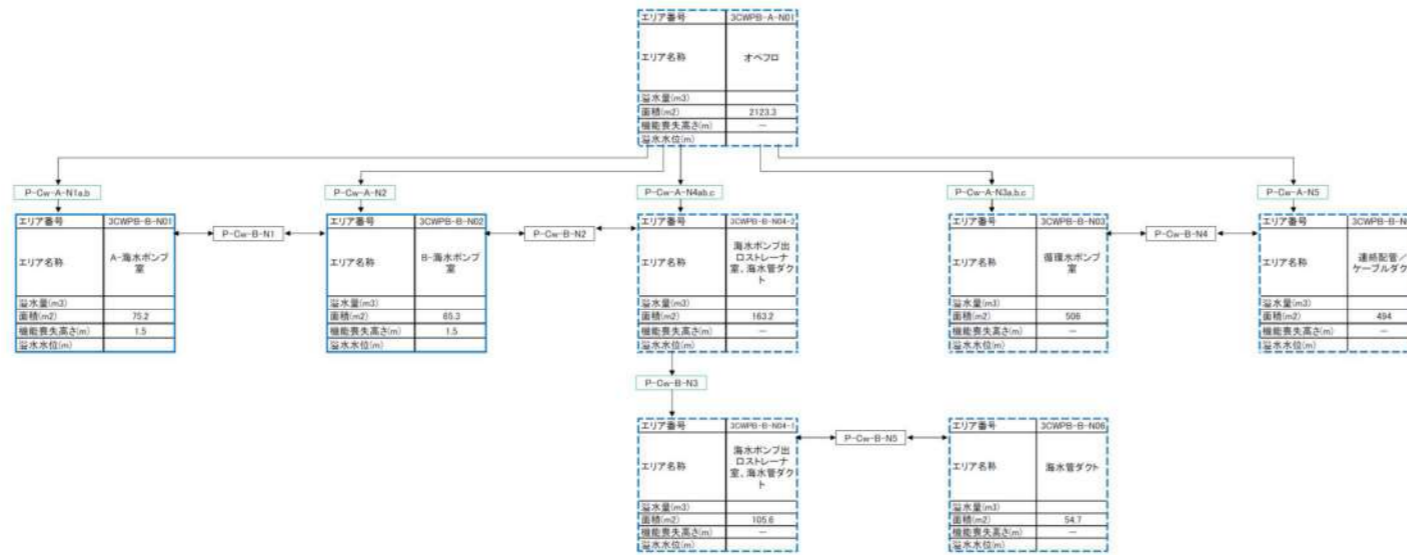 エリア番号 3CWPB-A-N01
エリア名称 オペフロ
溢水量(m3)
面積(m2) 2123.3
機能喪失高さ(m) －
溢水水位(m)
P-Cw-A-N1a,b
P-Cw-A-N2
P-Cw-A-N4ab,c
P-Cw-A-N3a,b,c
P-Cw-A-N5
エリア番号 3CWPB-B-N01
エリア名称 A-海水ポンプ
室
溢水量(m3)
面積(m2) 75.2
機能喪失高さ(m) 1.5
溢水水位(m)
P-Cw-B-N1
エリア番号 3CWPB-B-N02
エリア名称 B-海水ポンプ
室
溢水量(m3)
面積(m2) 65.3
機能喪失高さ(m) 1.5
溢水水位(m)
P-Cw-B-N2
エリア番号 3CWPB-B-N04-2
エリア名称 海水ポンプ出
ロストレーナ
室、海水管ダク
ト
溢水量(m3)
面積(m2) 163.2
機能喪失高さ(m) －
溢水水位(m)
エリア番号 3CWPB-B-N03
エリア名称 循環水ポンプ
室
溢水量(m3)
面積(m2) 506
機能喪失高さ(m) －
溢水水位(m)
P-Cw-B-N4
エリア番号 3CWPB-B-N
エリア名称 連絡配管／
ケーブルダク
溢水量(m3)
面積(m2) 494
機能喪失高さ(m) －
溢水水位(m)
P-Cw-B-N3
エリア番号 3CWPB-B-N04-1
エリア名称 海水ポンプ出
ロストレーナ
室、海水管ダク
ト
溢水量(m3)
面積(m2) 105.6
機能喪失高さ(m) －
溢水水位(m)
P-Cw-B-N5
エリア番号 3CWPB-B-N06
エリア名称 海水管ダクト
溢水量(m3)
面積(m2) 54.7
機能喪失高さ(m) －
溢水水位(m)